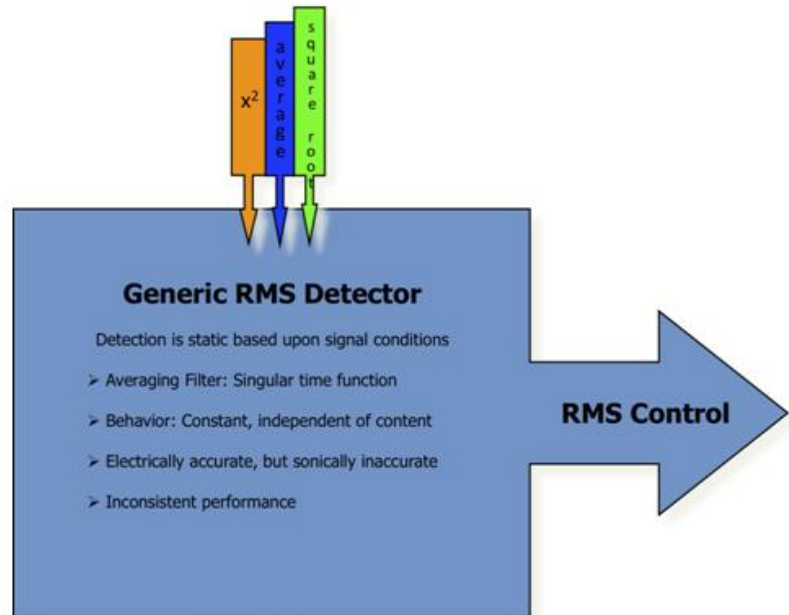 x²
average
square root
Generic RMS Detector
Detection is static based upon signal conditions
➢ Averaging Filter: Singular time function
➢ Behavior: Constant, independent of content
➢ Electrically accurate, but sonically inaccurate
➢ Inconsistent performance
RMS Control